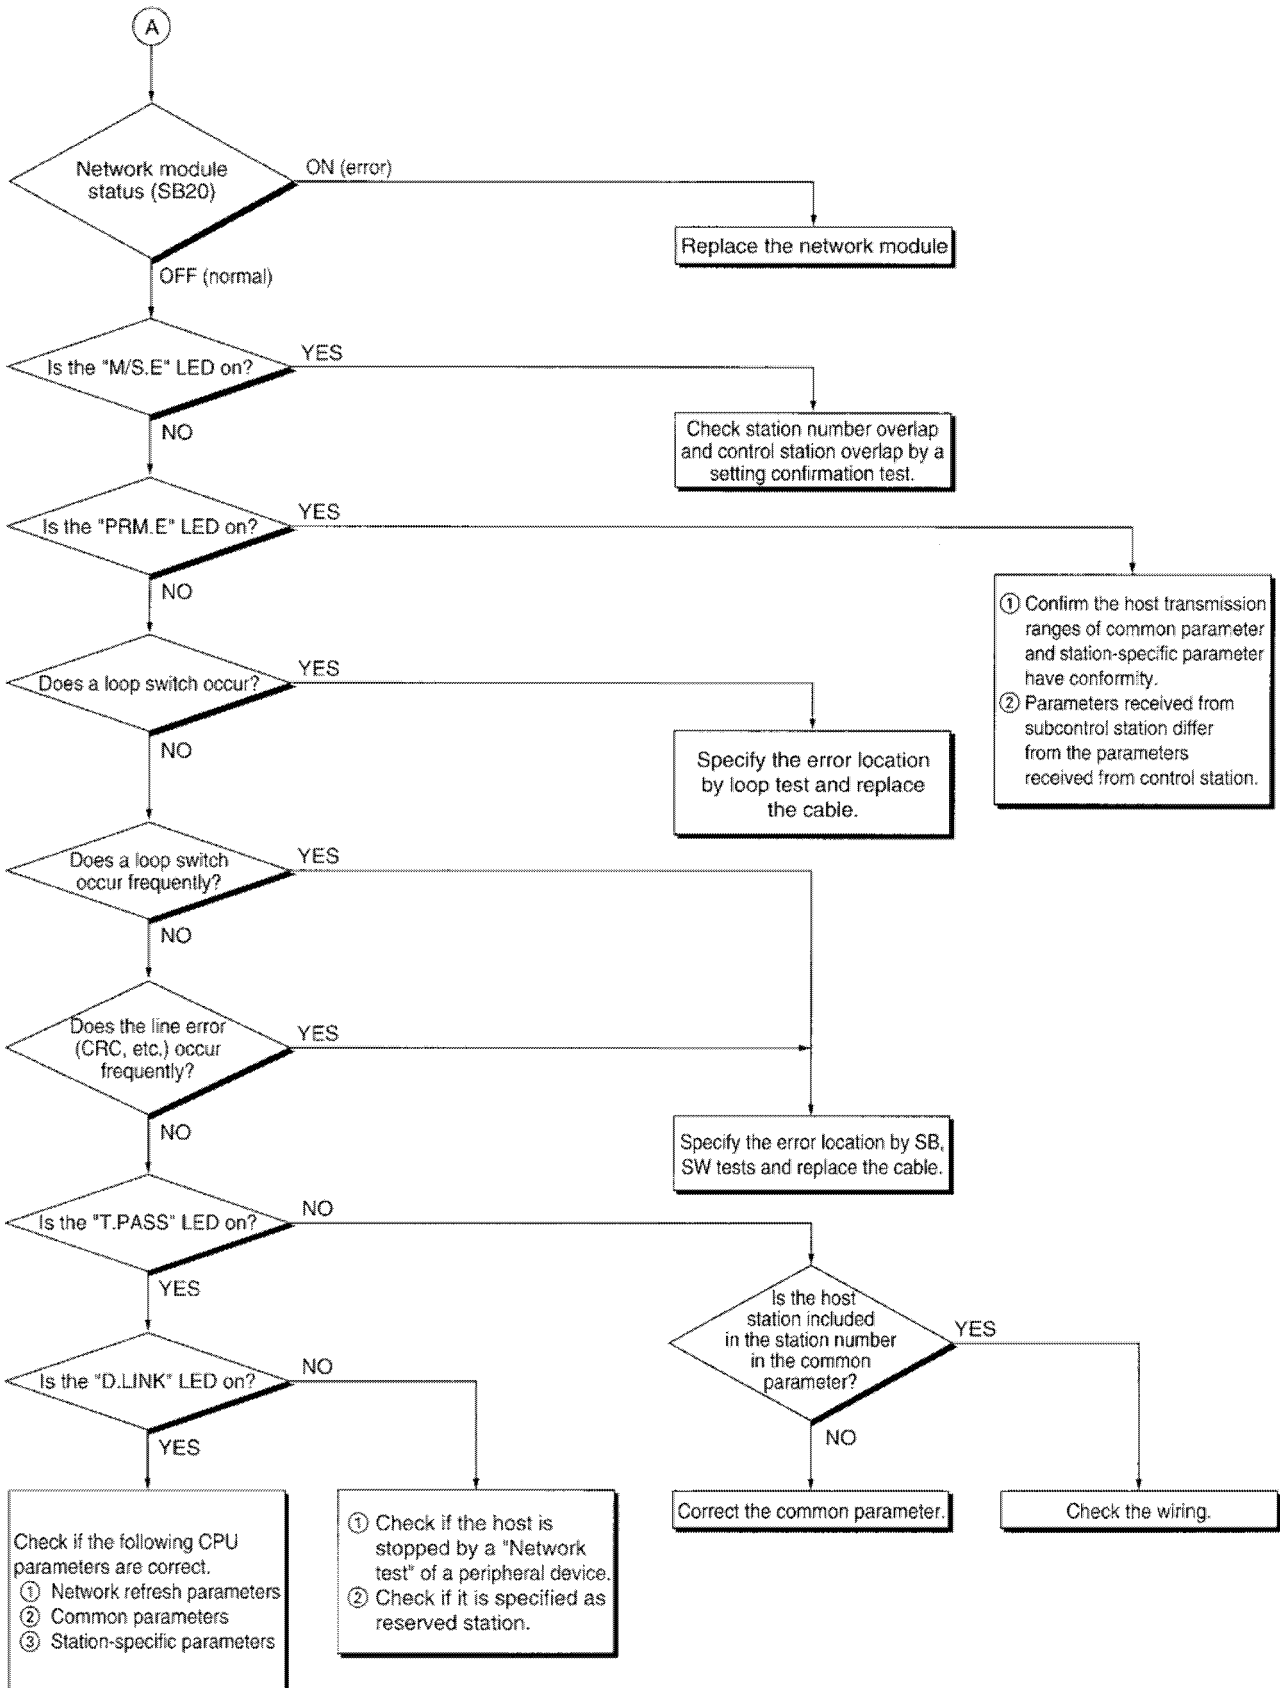 A
Network module
status (SB20)
ON (error)
Replace the network module
OFF (normal)
Is the "M/S.E" LED on?
YES
NO
Check station number overlap
and control station overlap by a
setting confirmation test.
Is the "PRM.E" LED on?
YES
NO
① Confirm the host transmission
ranges of common parameter
and station-specific parameter
have conformity.
② Parameters received from
subcontrol station differ
from the parameters
received from control station.
Does a loop switch occur?
YES
NO
Specify the error location
by loop test and replace
the cable.
Does a loop switch
occur frequently?
YES
NO
Does the line error
(CRC, etc.) occur
frequently?
YES
NO
Specify the error location by SB,
SW tests and replace the cable.
Is the "T.PASS" LED on?
NO
YES
Is the host
station included
in the station number
in the common
parameter?
YES
NO
Is the "D.LINK" LED on?
NO
YES
Correct the common parameter.
Check the wiring.
Check if the following CPU
parameters are correct.
① Network refresh parameters
② Common parameters
③ Station-specific parameters
① Check if the host is
stopped by a "Network
test" of a peripheral device.
② Check if it is specified as
reserved station.